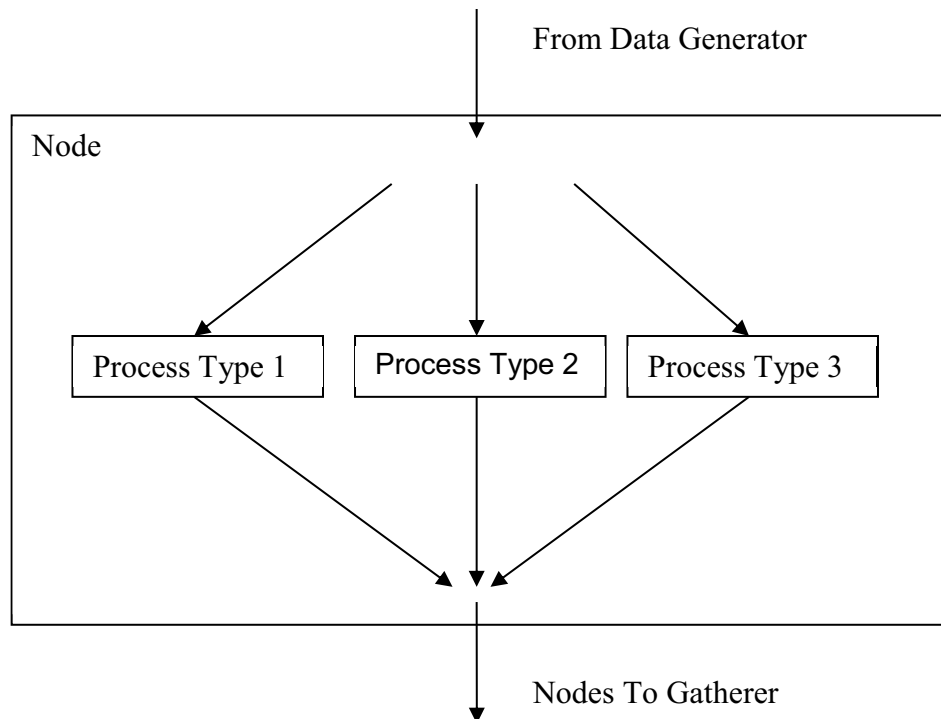 From Data Generator
Node
Process Type 1
Process Type 2
Process Type 3
Nodes To Gatherer